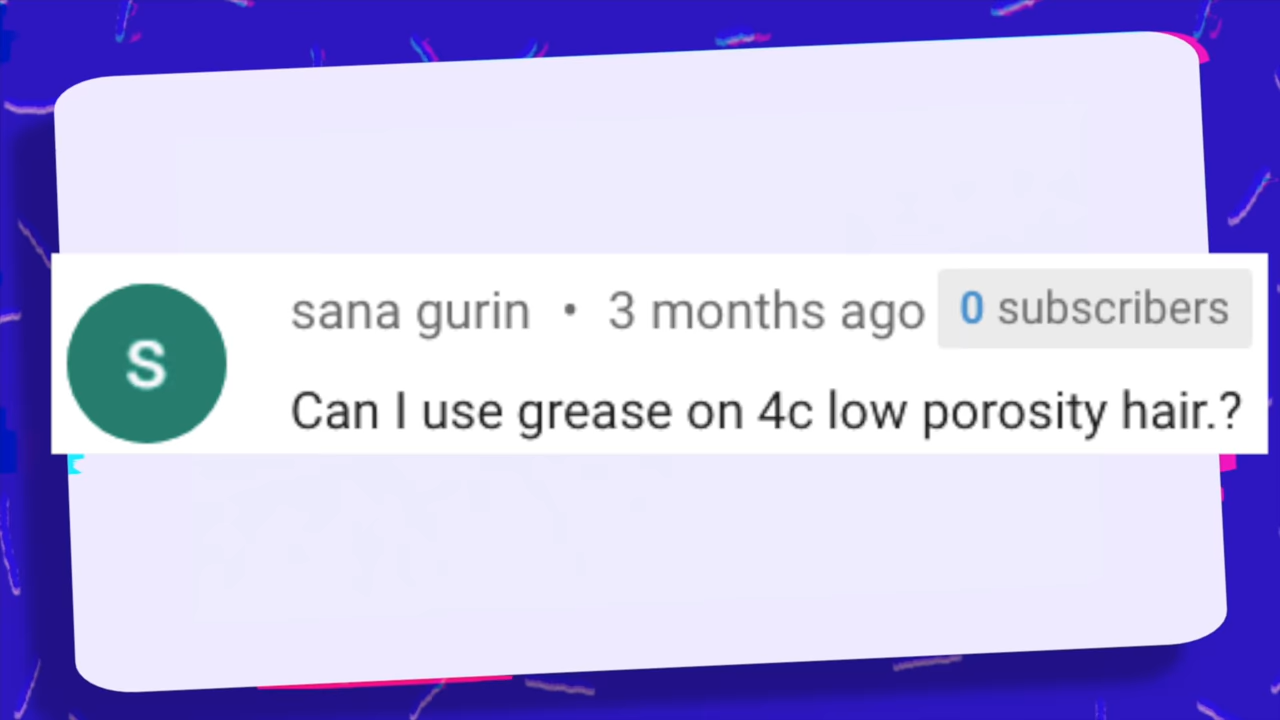 S
sana gurin • 3 months ago 0 subscribers
Can I use grease on 4c low porosity hair.?